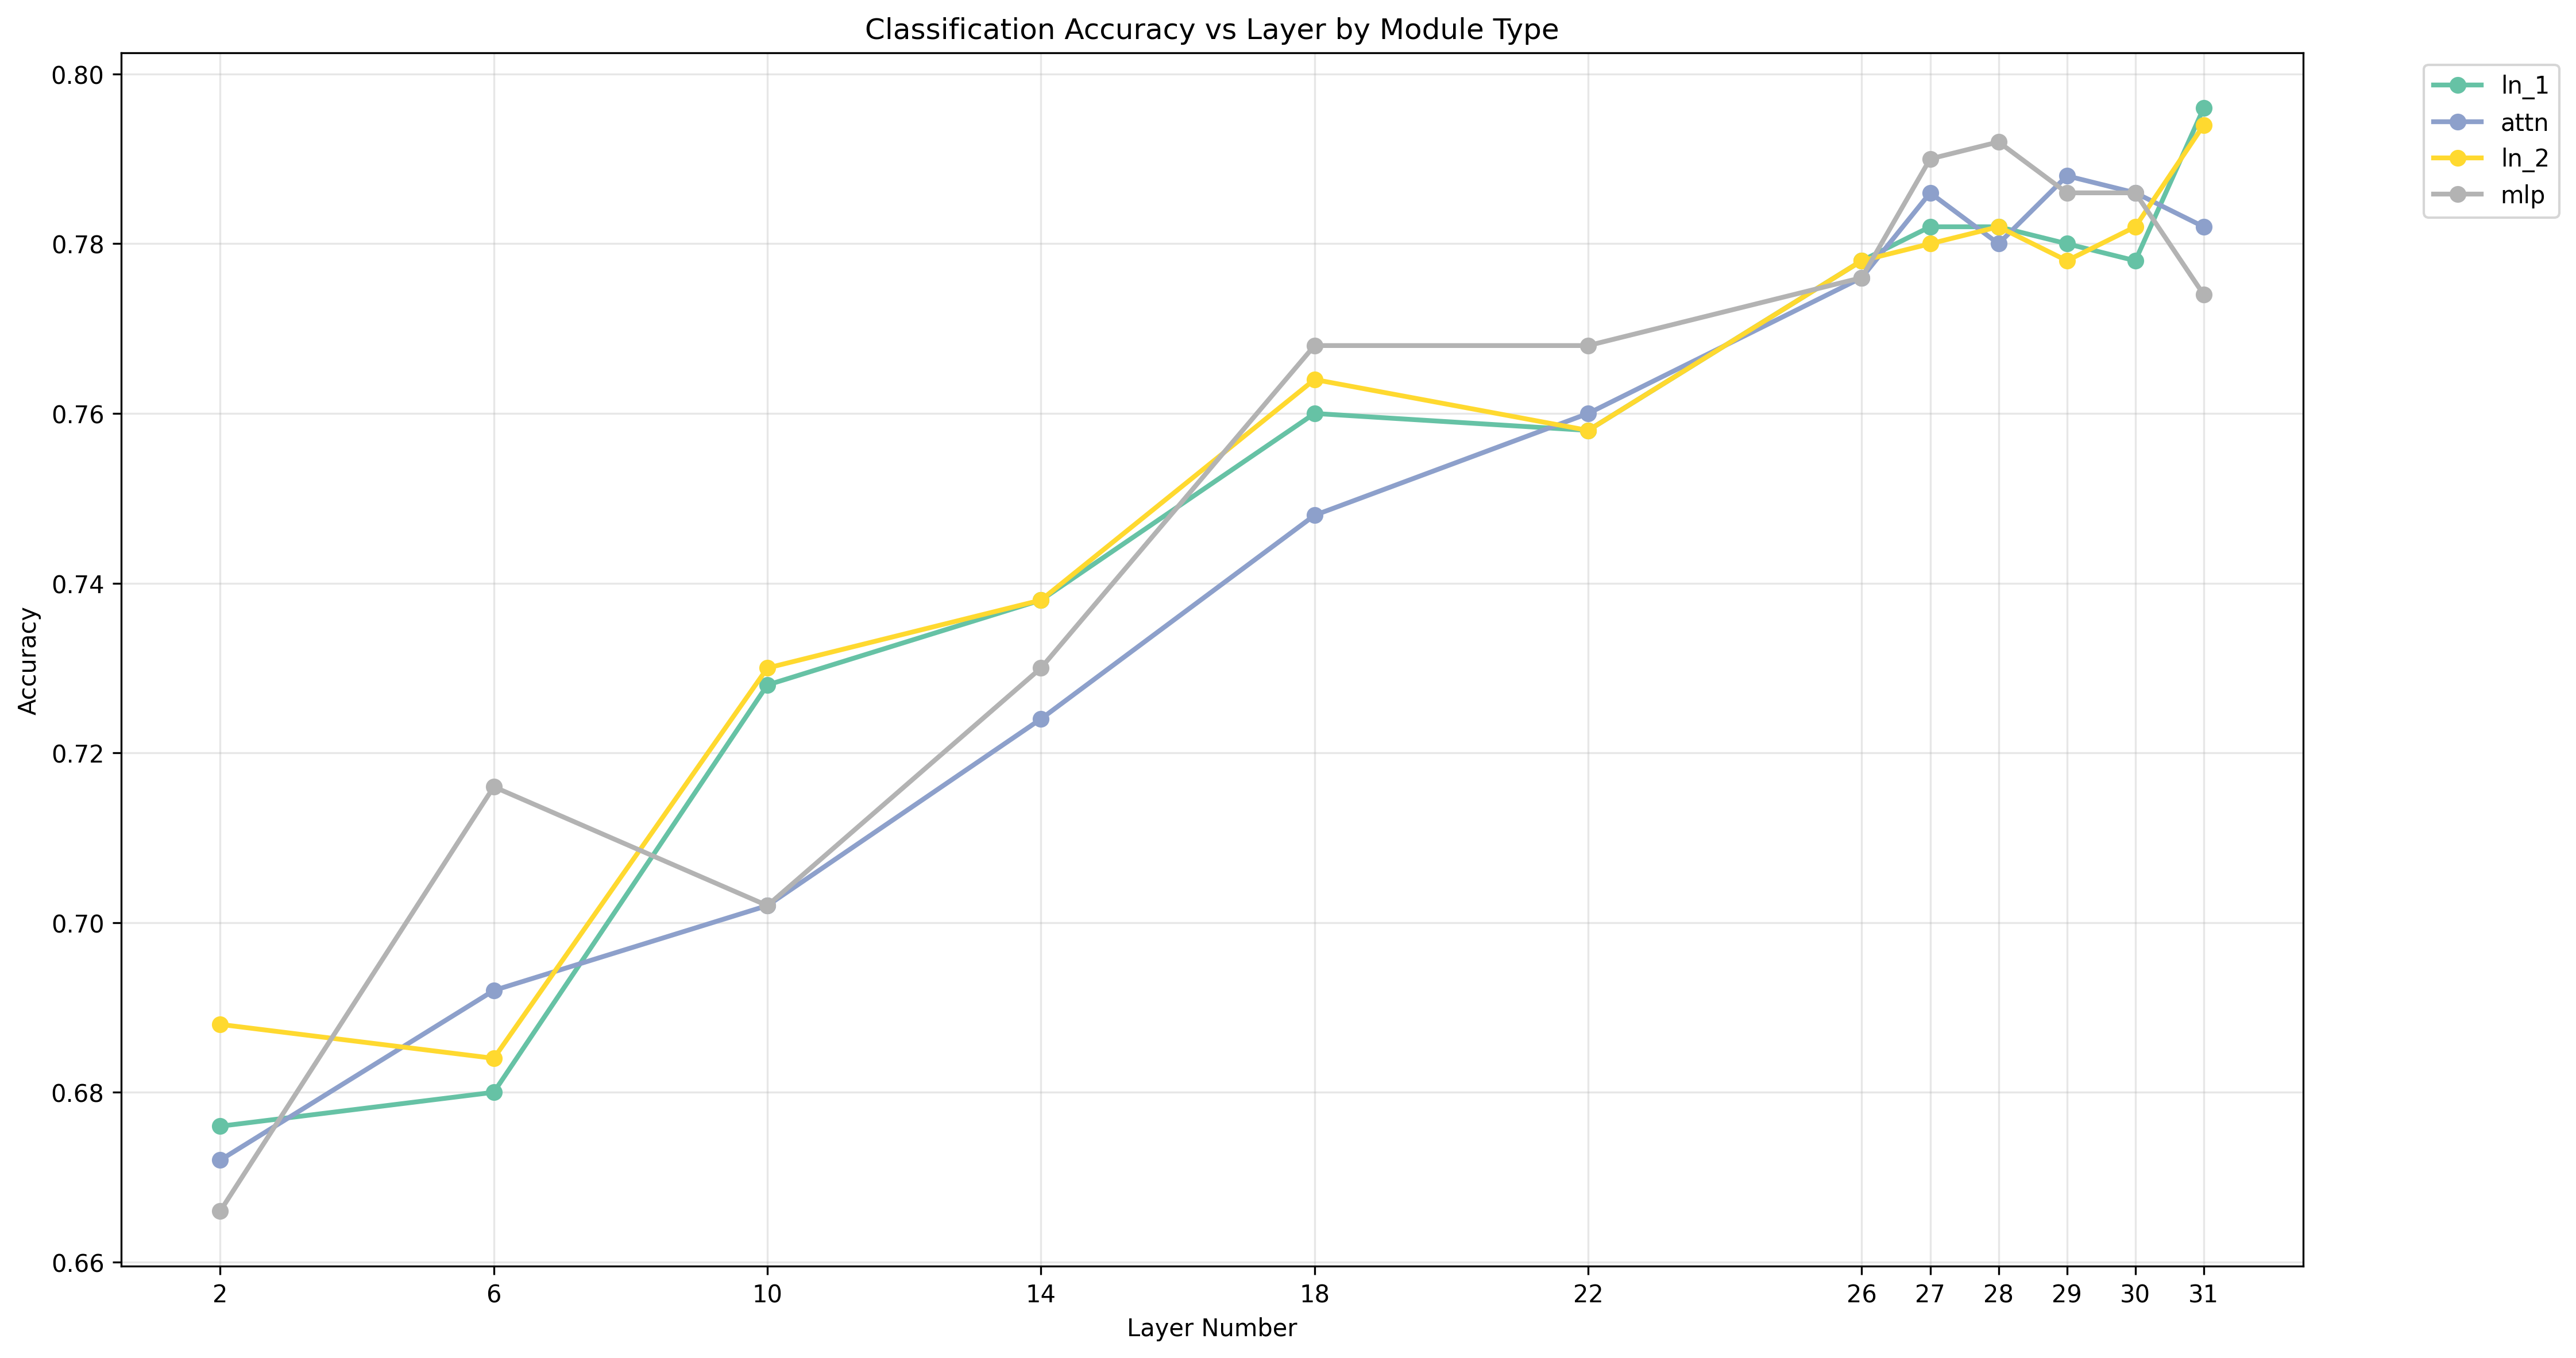 Classification Accuracy vs Layer by Module Type
ln_1
attn
ln_2
mlp
Accuracy
0.80
0.78
0.76
0.74
0.72
0.70
0.68
0.66
2 6 10 14 18 22 26 27 28 29 30 31
Layer Number